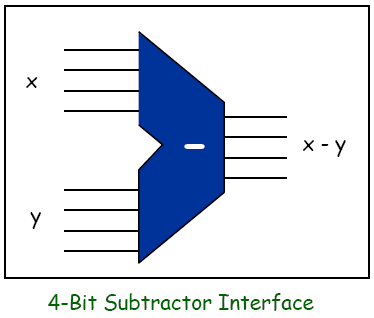 x
-
x - y
y
4-Bit Subtractor Interface